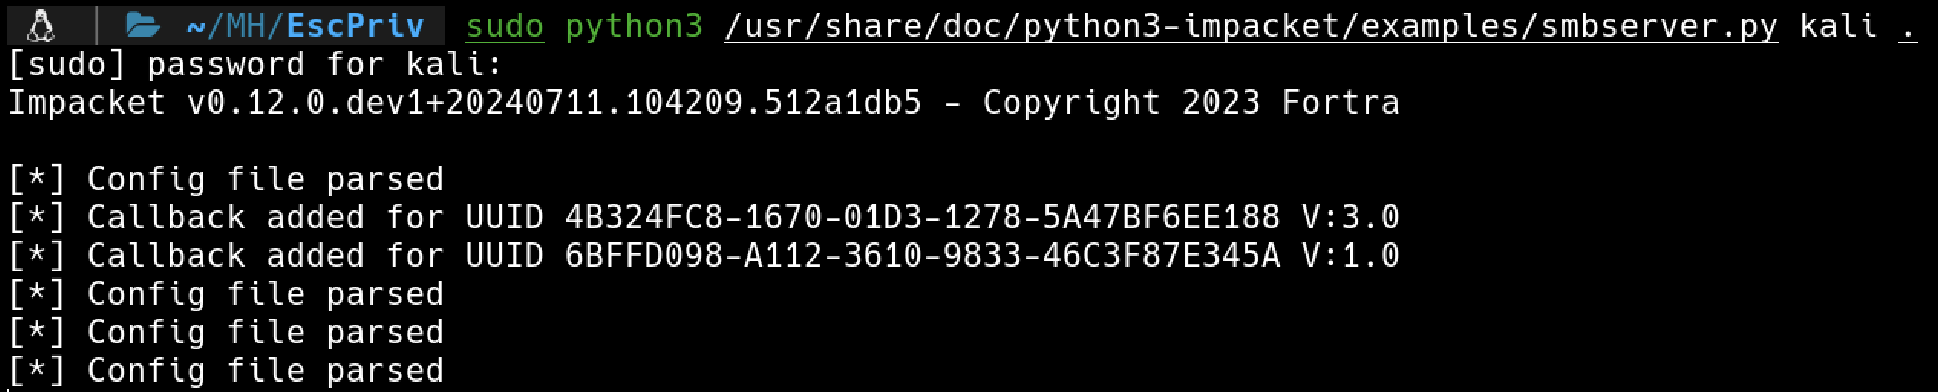 ~/MH/EscPriv sudo python3 /usr/share/doc/python3-impacket/examples/smbserver.py kali .
[sudo] password for kali:
Impacket v0.12.0.dev1+20240711.104209.512a1db5 - Copyright 2023 Fortra
[*] Config file parsed
[*] Callback added for UUID 4B324FC8-1670-01D3-1278-5A47BF6EE188 V:3.0
[*] Callback added for UUID 6BFFD098-A112-3610-9833-46C3F87E345A V:1.0
[*] Config file parsed
[*] Config file parsed
[*] Config file parsed